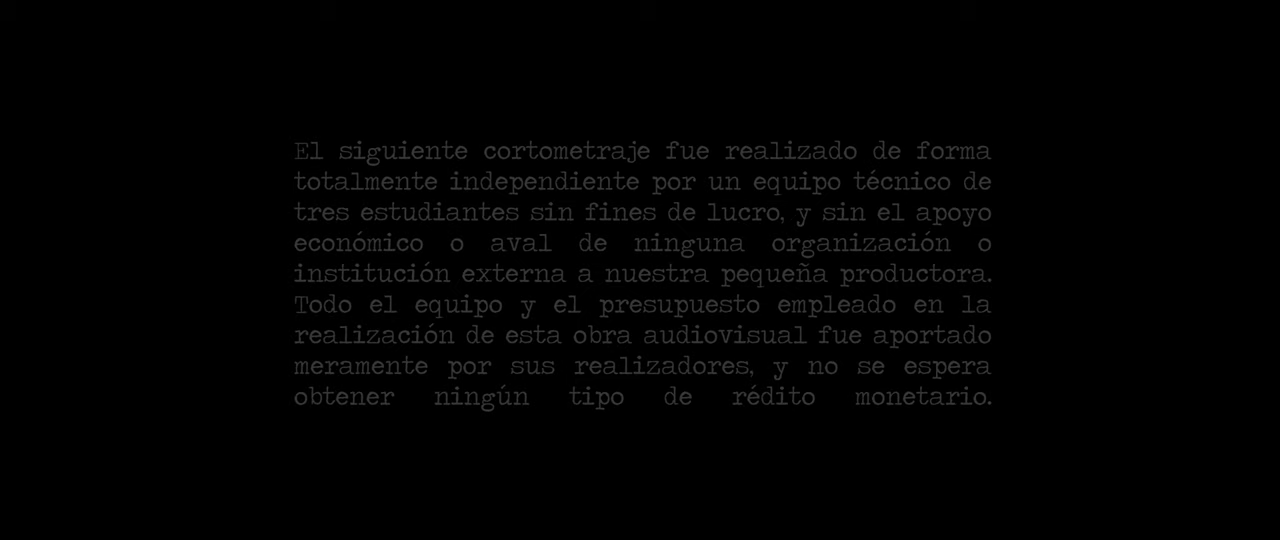 El siguiente cortometraje fue realizado de forma
totalmente independiente por un equipo técnico de
tres estudiantes sin fines de lucro, y sin el apoyo
económico o aval de ninguna organización o
institución externa a nuestra pequeña productora.
Todo el equipo y el presupuesto empleado en la
realización de esta obra audiovisual fue aportado
meramente por sus realizadores, y no se espera
obtener ningún tipo de rédito monetario.